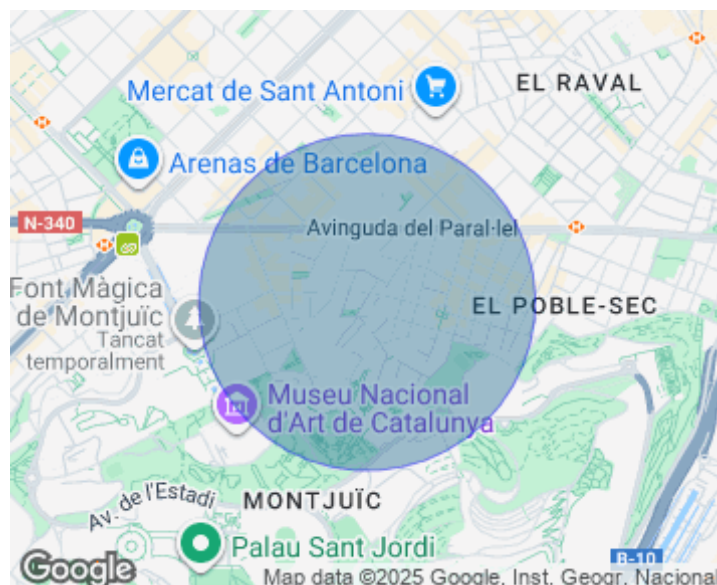 EL RAVAL
Mercat de Sant Antoni
Arenas de Barcelona
N-340
Avinguda del Paral·lel
Font Màgica
de Montjuïc
Tancat
temporalment
EL POBLE-SEC
Museu Nacional
d'Art de Catalunya
Av. de l'Estadi
MONTJUÏC
Palau Sant Jordi
B-10
Google
Map data ©2025 Google, Inst. Geogr. Nacional